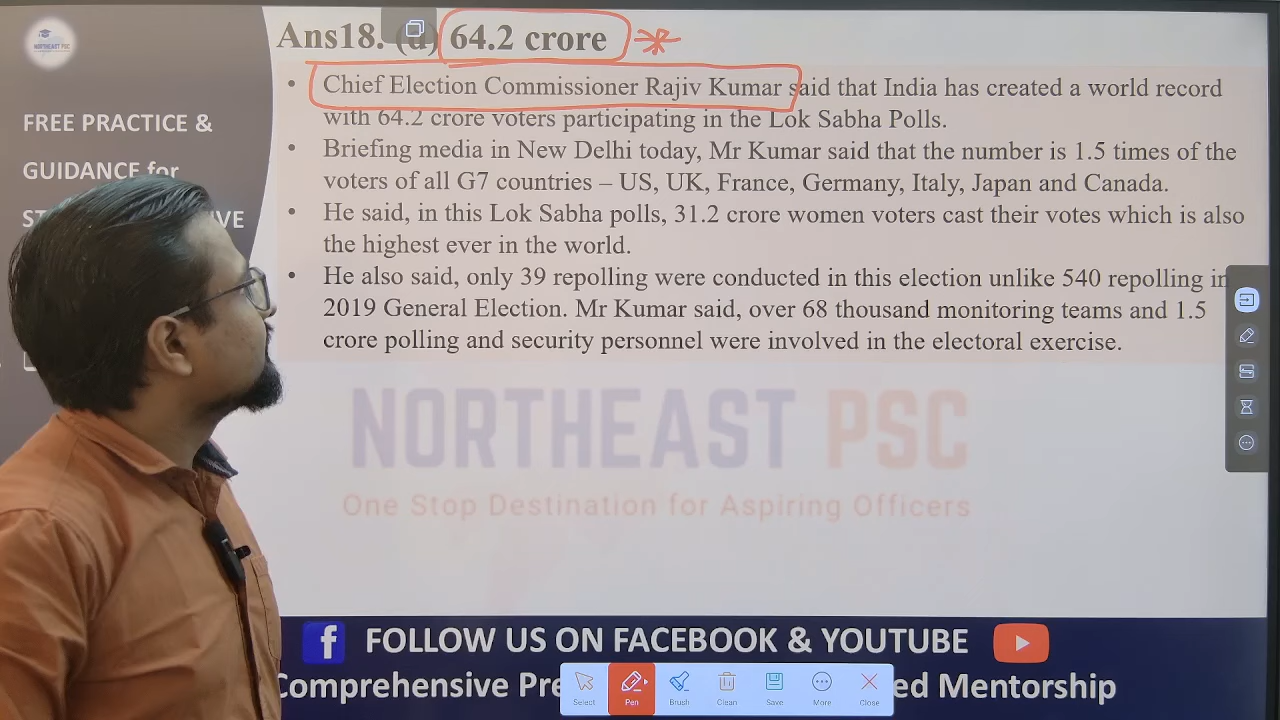 NORTHEAST PSC
Ans18. (d) 64.2 crore
FREE PRACTICE &
GUIDANCE for
• Chief Election Commissioner Rajiv Kumar said that India has created a world record
with 64.2 crore voters participating in the Lok Sabha Polls.
• Briefing media in New Delhi today, Mr Kumar said that the number is 1.5 times of the
voters of all G7 countries – US, UK, France, Germany, Italy, Japan and Canada.
• He said, in this Lok Sabha polls, 31.2 crore women voters cast their votes which is also
the highest ever in the world.
• He also said, only 39 repolling were conducted in this election unlike 540 repolling in
2019 General Election. Mr Kumar said, over 68 thousand monitoring teams and 1.5
crore polling and security personnel were involved in the electoral exercise.
NORTHEAST PSC
One Stop Destination for Aspiring Officers
f FOLLOW US ON FACEBOOK & YOUTUBE
Mentorship
Select Pen Brush Clean Save More Close